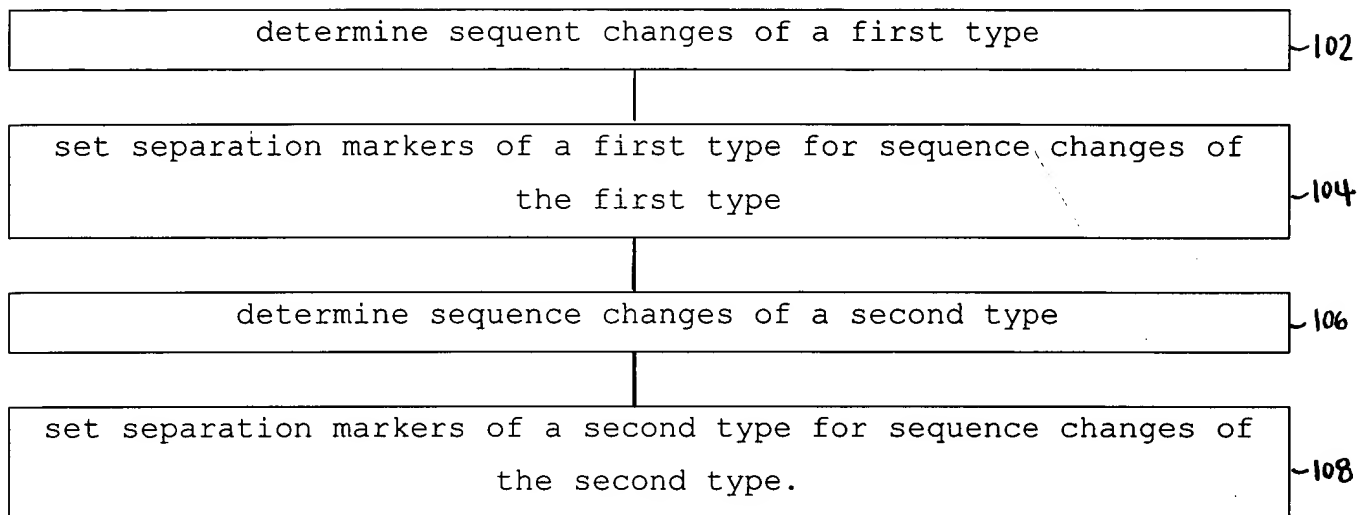 determine sequent changes of a first type
102
set separation markers of a first type for sequence changes of
the first type
104
determine sequence changes of a second type
106
set separation markers of a second type for sequence changes of
the second type.
108